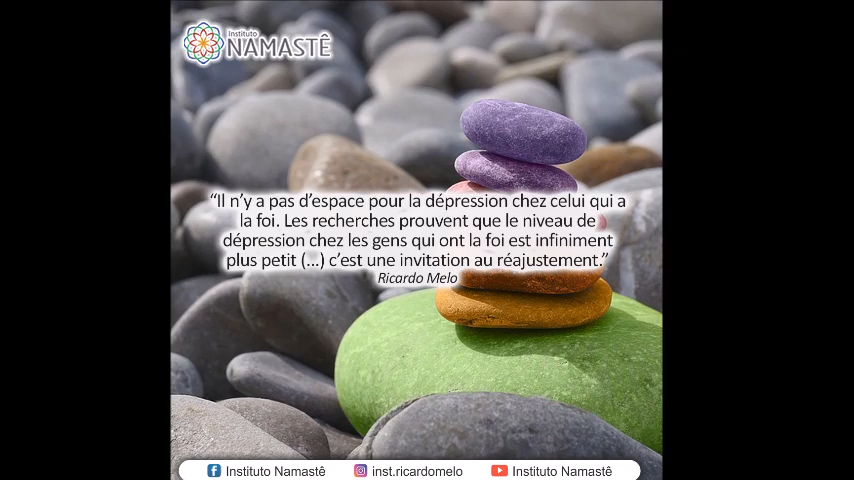 Instituto
NAMASTÊ
“Il n’y a pas d’espace pour la dépression chez celui qui a
la foi. Les recherches prouvent que le niveau de
dépression chez les gens qui ont la foi est infiniment
plus petit (...) c’est une invitation au réajustement.”
Ricardo Melo
Instituto Namastê inst.ricardomelo Instituto Namastê